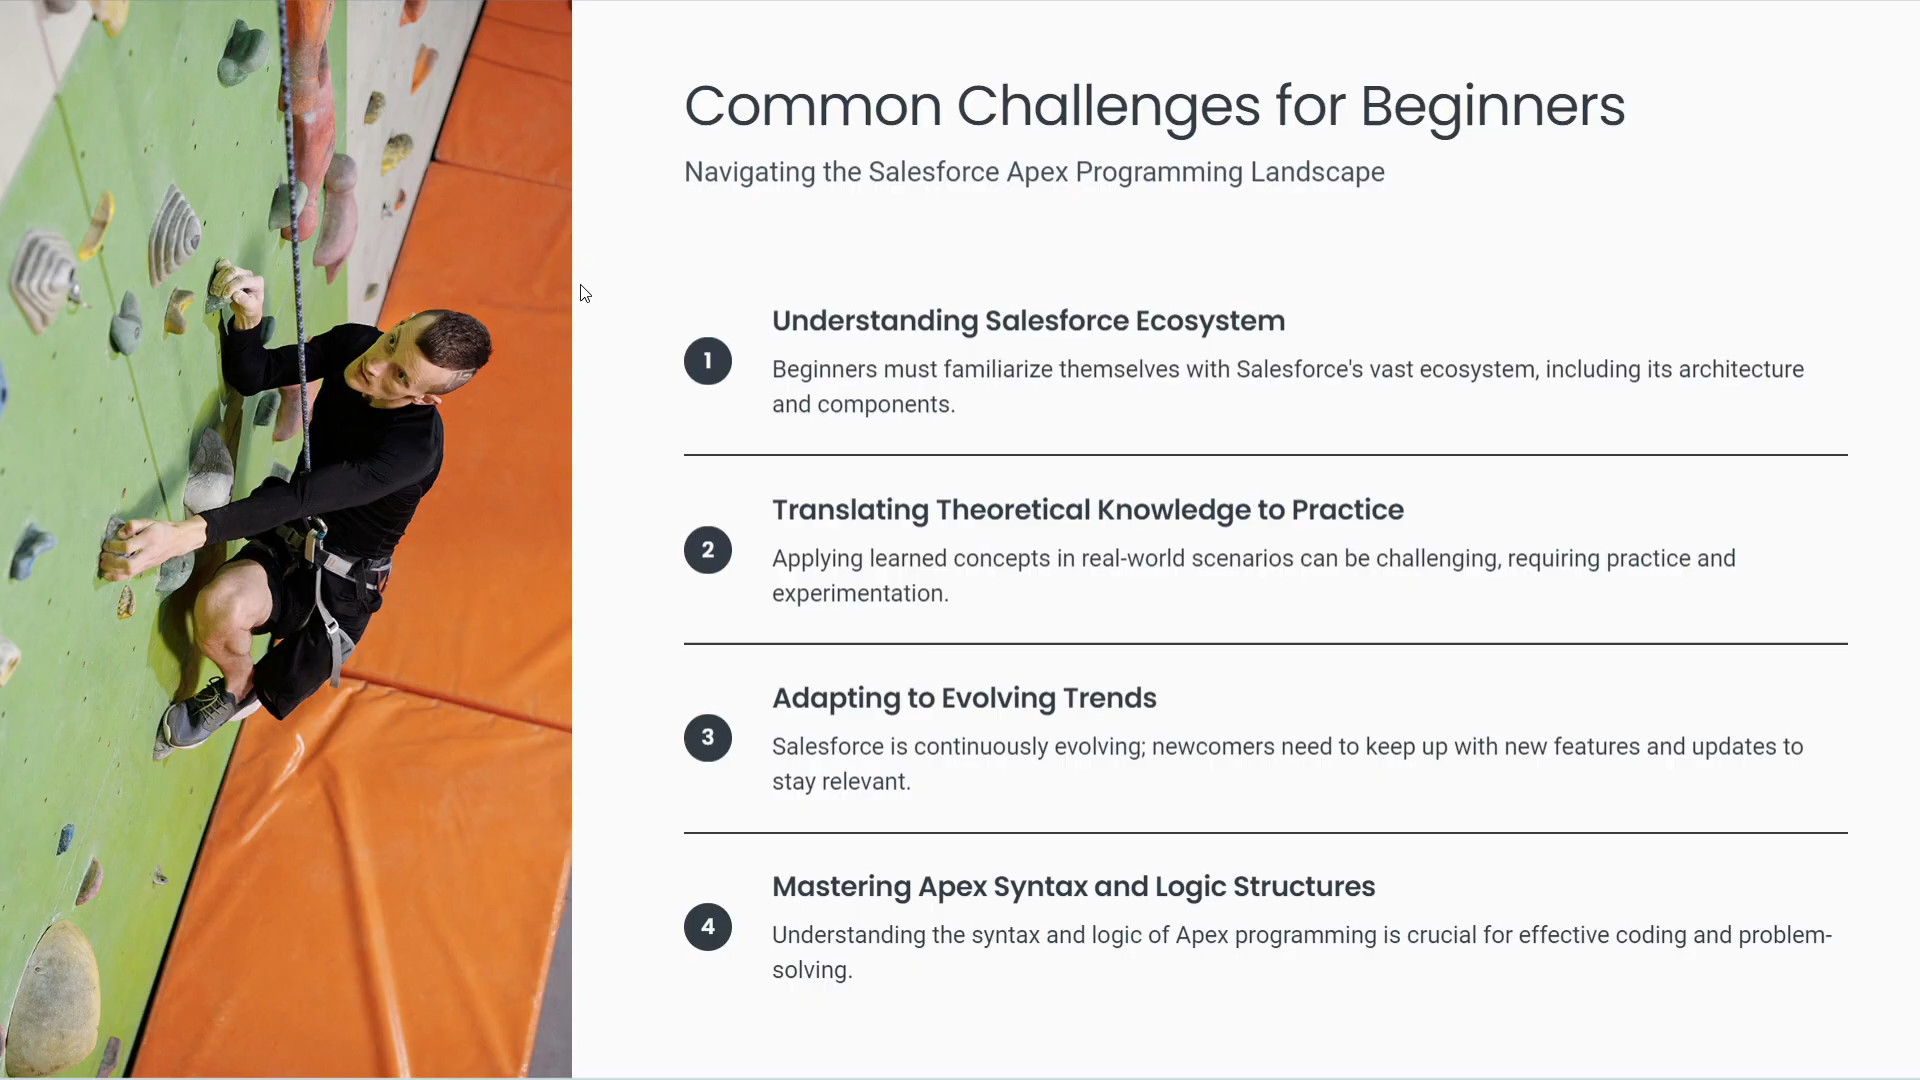 Common Challenges for Beginners
Navigating the Salesforce Apex Programming Landscape
1
Understanding Salesforce Ecosystem
Beginners must familiarize themselves with Salesforce's vast ecosystem, including its architecture
and components.
2
Translating Theoretical Knowledge to Practice
Applying learned concepts in real-world scenarios can be challenging, requiring practice and
experimentation.
3
Adapting to Evolving Trends
Salesforce is continuously evolving; newcomers need to keep up with new features and updates to
stay relevant.
4
Mastering Apex Syntax and Logic Structures
Understanding the syntax and logic of Apex programming is crucial for effective coding and problem-
solving.